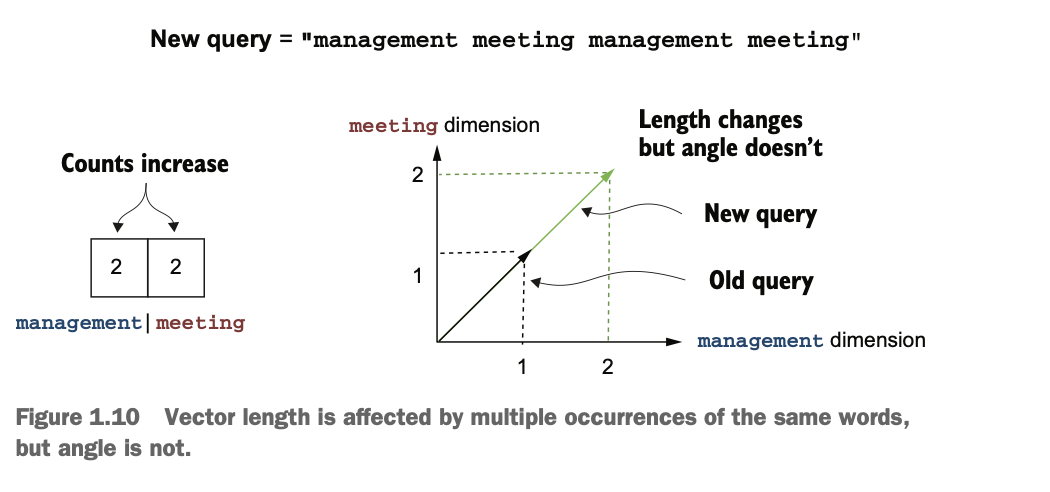 New query = "management meeting management meeting"
Counts increase
2 2
management|meeting
meeting dimension
2
1
1
2
management dimension
Length changes
but angle doesn't
New query
Old query
Figure 1.10 Vector length is affected by multiple occurrences of the same words,
but angle is not.